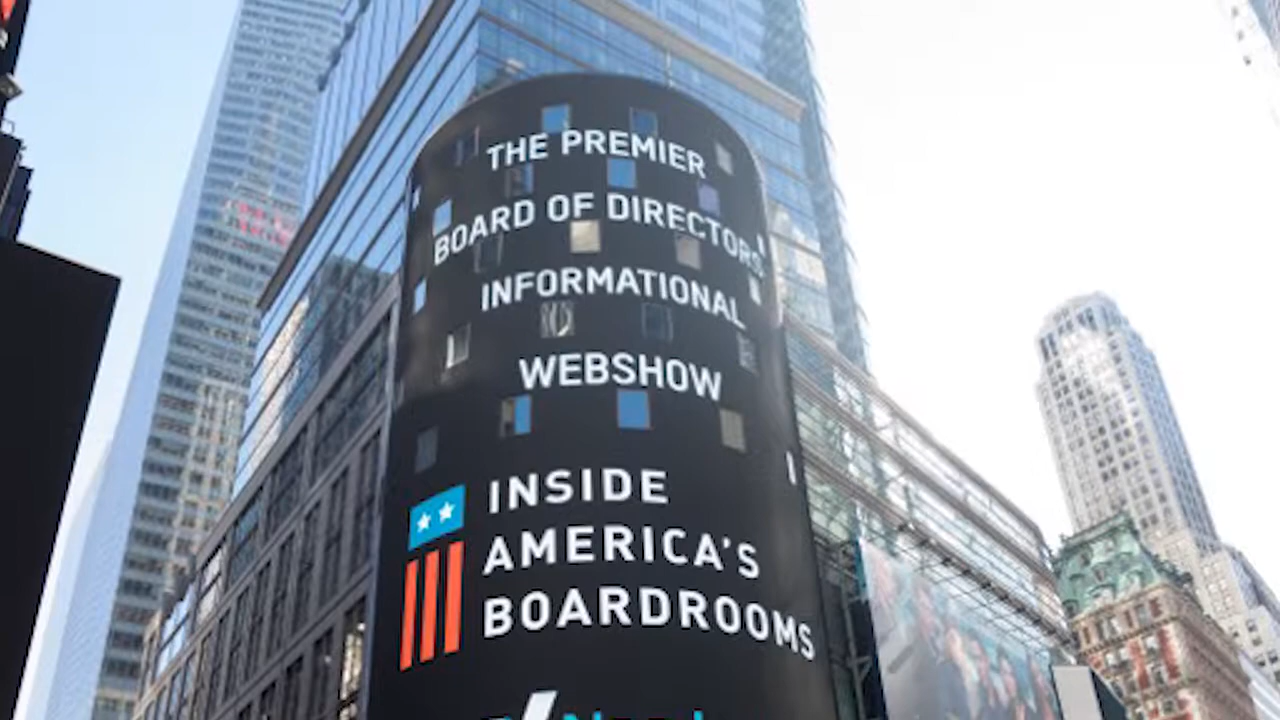 THE PREMIER
BOARD OF DIRECTORS
INFORMATIONAL
WEBSHOW
INSIDE
AMERICA'S
BOARDROOMS